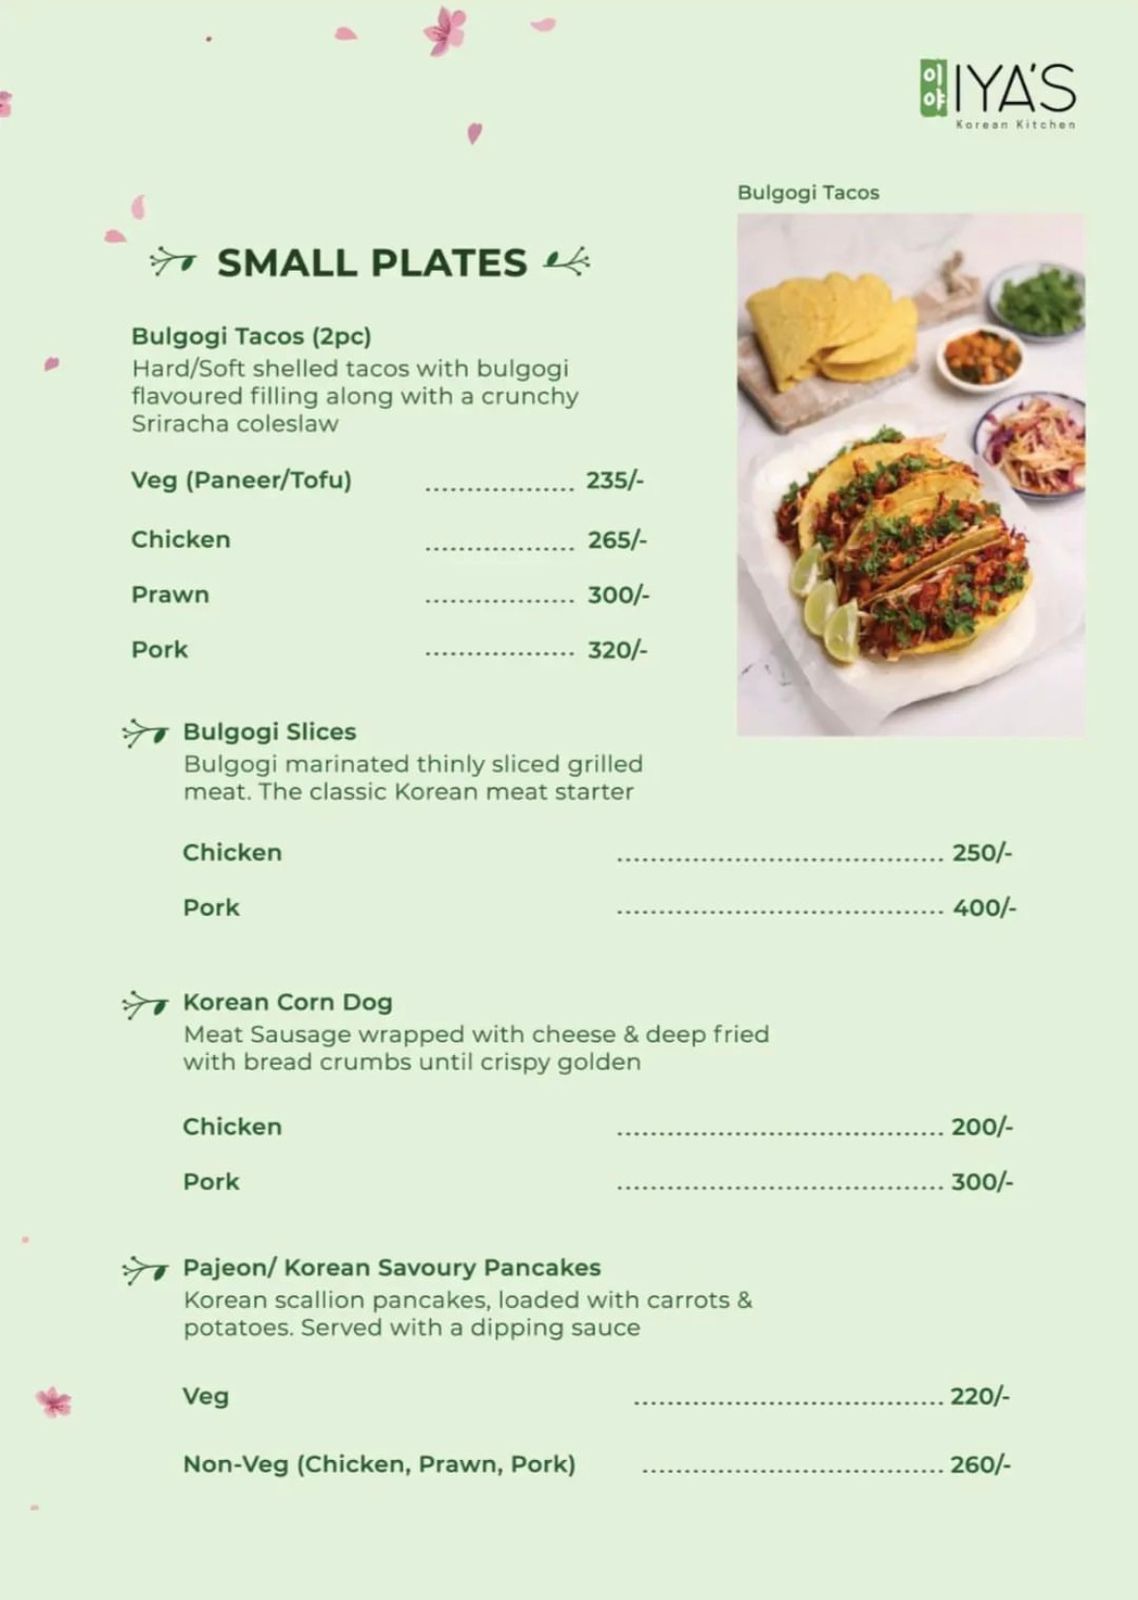 이야
IYA'S
Korean Kitchen
Bulgogi Tacos
SMALL PLATES
Bulgogi Tacos (2pc)
Hard/Soft shelled tacos with bulgogi
flavoured filling along with a crunchy
Sriracha coleslaw
Veg (Paneer/Tofu) .................. 235/-
Chicken .................. 265/-
Prawn .................. 300/-
Pork .................. 320/-
Bulgogi Slices
Bulgogi marinated thinly sliced grilled
meat. The classic Korean meat starter
Chicken ....................................... 250/-
Pork ....................................... 400/-
Korean Corn Dog
Meat Sausage wrapped with cheese & deep fried
with bread crumbs until crispy golden
Chicken ....................................... 200/-
Pork ....................................... 300/-
Pajeon/ Korean Savoury Pancakes
Korean scallion pancakes, loaded with carrots &
potatoes. Served with a dipping sauce
Veg ..................................... 220/-
Non-Veg (Chicken, Prawn, Pork) .................................... 260/-